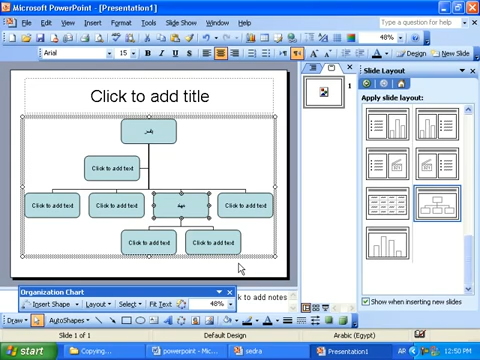 Microsoft PowerPoint - [Presentation1]
File Edit View Insert Format Tools Slide Show Window Help
Type a question for help
48%
Arial 15 B I U S Design New Slide
Click to add title
Click to add text
Click to add text Click to add text Click to add text
Click to add text Click to add text
1
Slide Layout
Apply slide layout:
Show when inserting new slides
Organization Chart
Insert Shape Layout Select Fit Text 48%
ck to add notes
Draw AutoShapes
Slide 1 of 1 Default Design Arabic (Egypt)
start Copying... powerpoint - Mic... sedra Presentation1 AR 12:50 PM